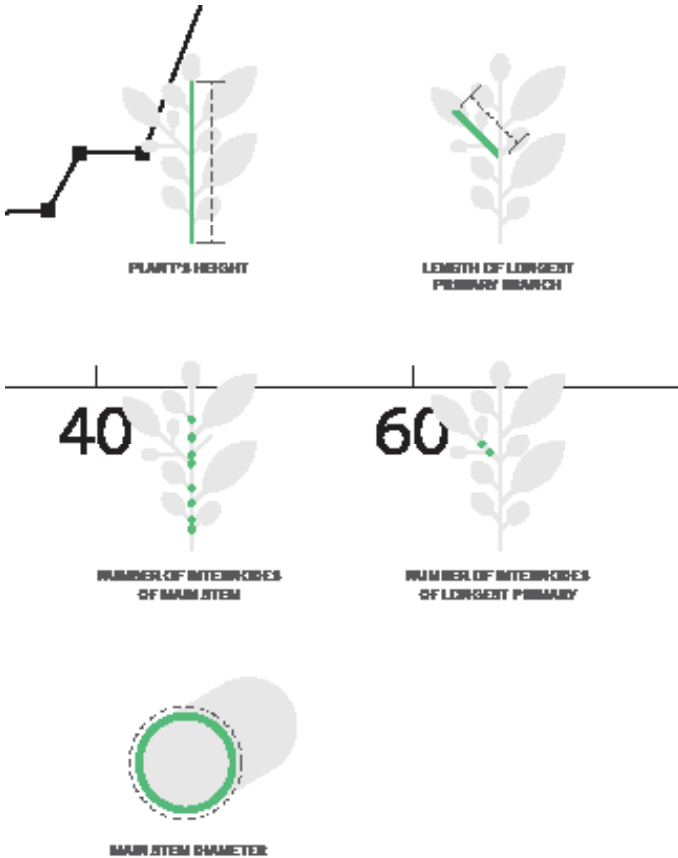 PLANT'S HEIGHT
LENGTH OF LONGEST
PRIMARY BRANCH
40
60
NUMBER OF INTERNODES
OF MAIN STEM
NUMBER OF INTERNODES
OF LONGEST PRIMARY
MAIN STEM DIAMETER